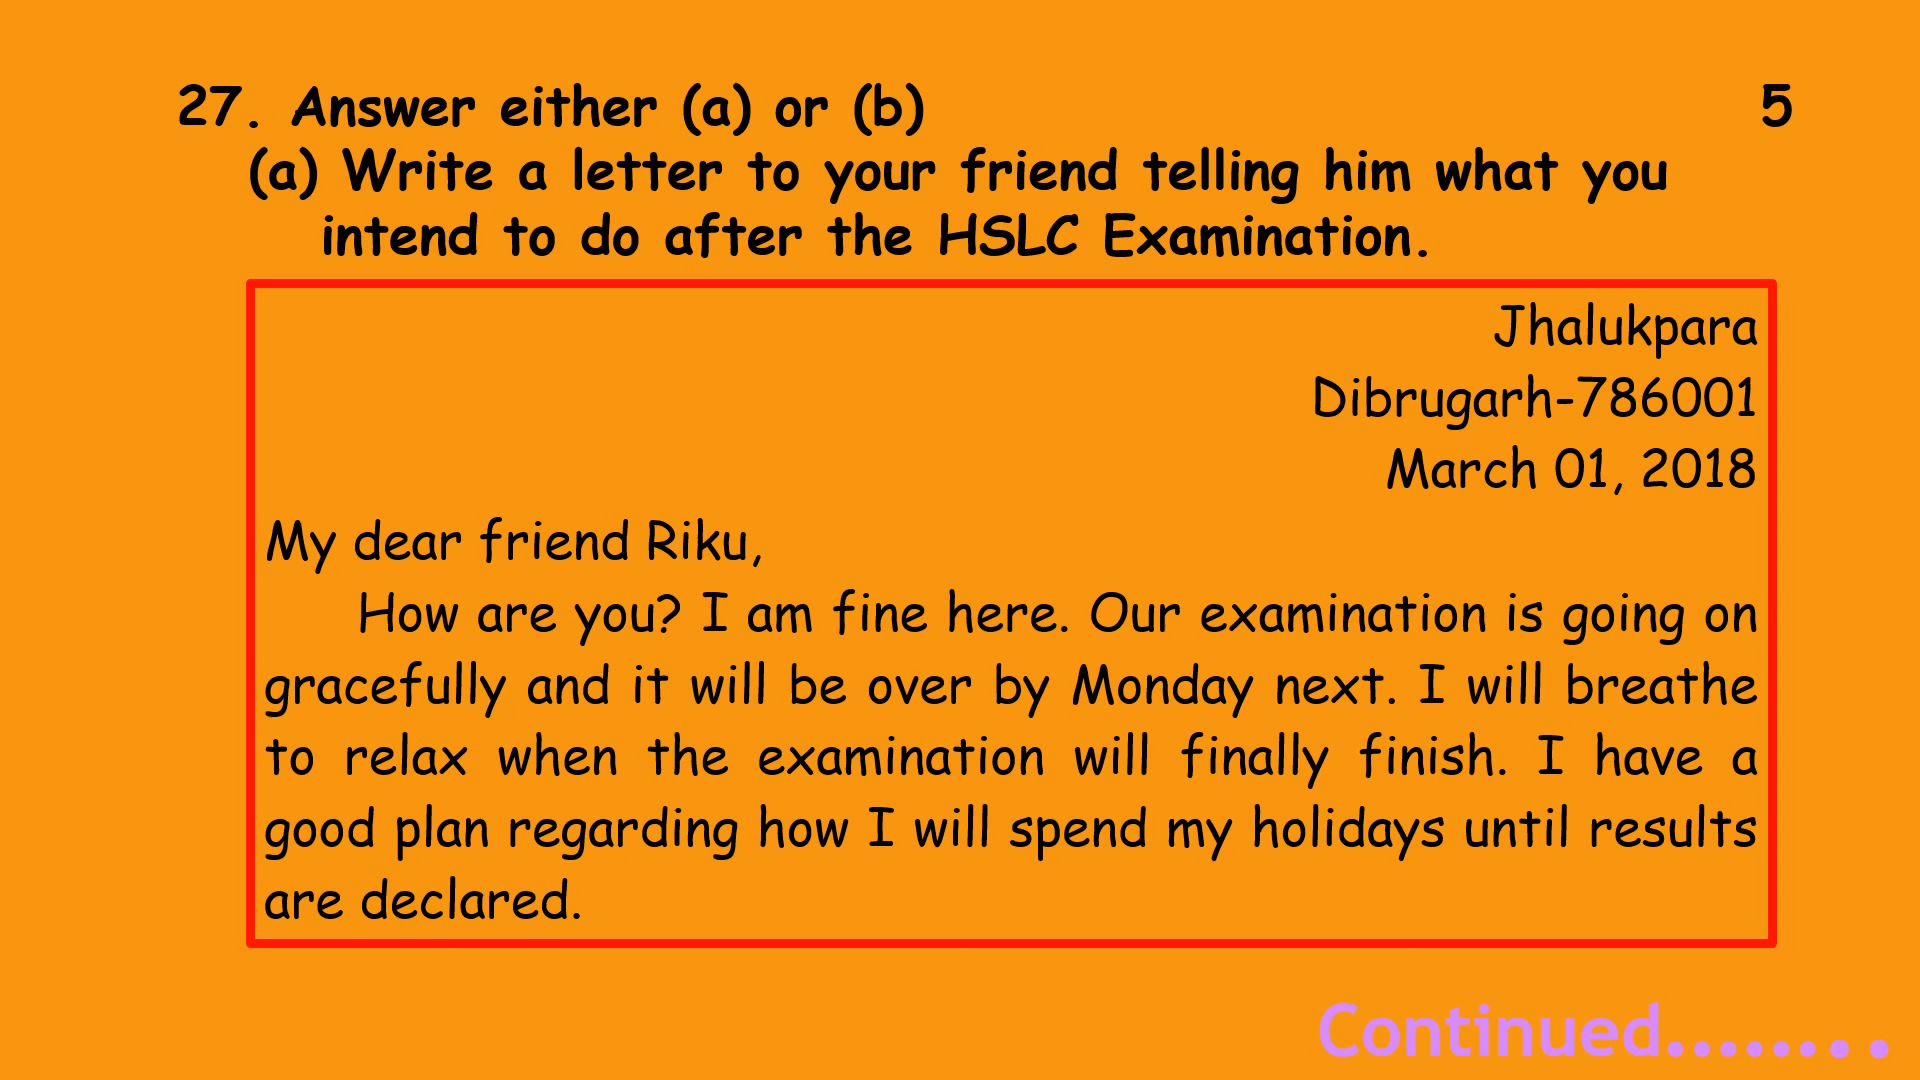 27. Answer either (a) or (b) 5
(a) Write a letter to your friend telling him what you
intend to do after the HSLC Examination.
Jhalukpara
Dibrugarh-786001
March 01, 2018
My dear friend Riku,
How are you? I am fine here. Our examination is going on
gracefully and it will be over by Monday next. I will breathe
to relax when the examination will finally finish. I have a
good plan regarding how I will spend my holidays until results
are declared.
Continued........